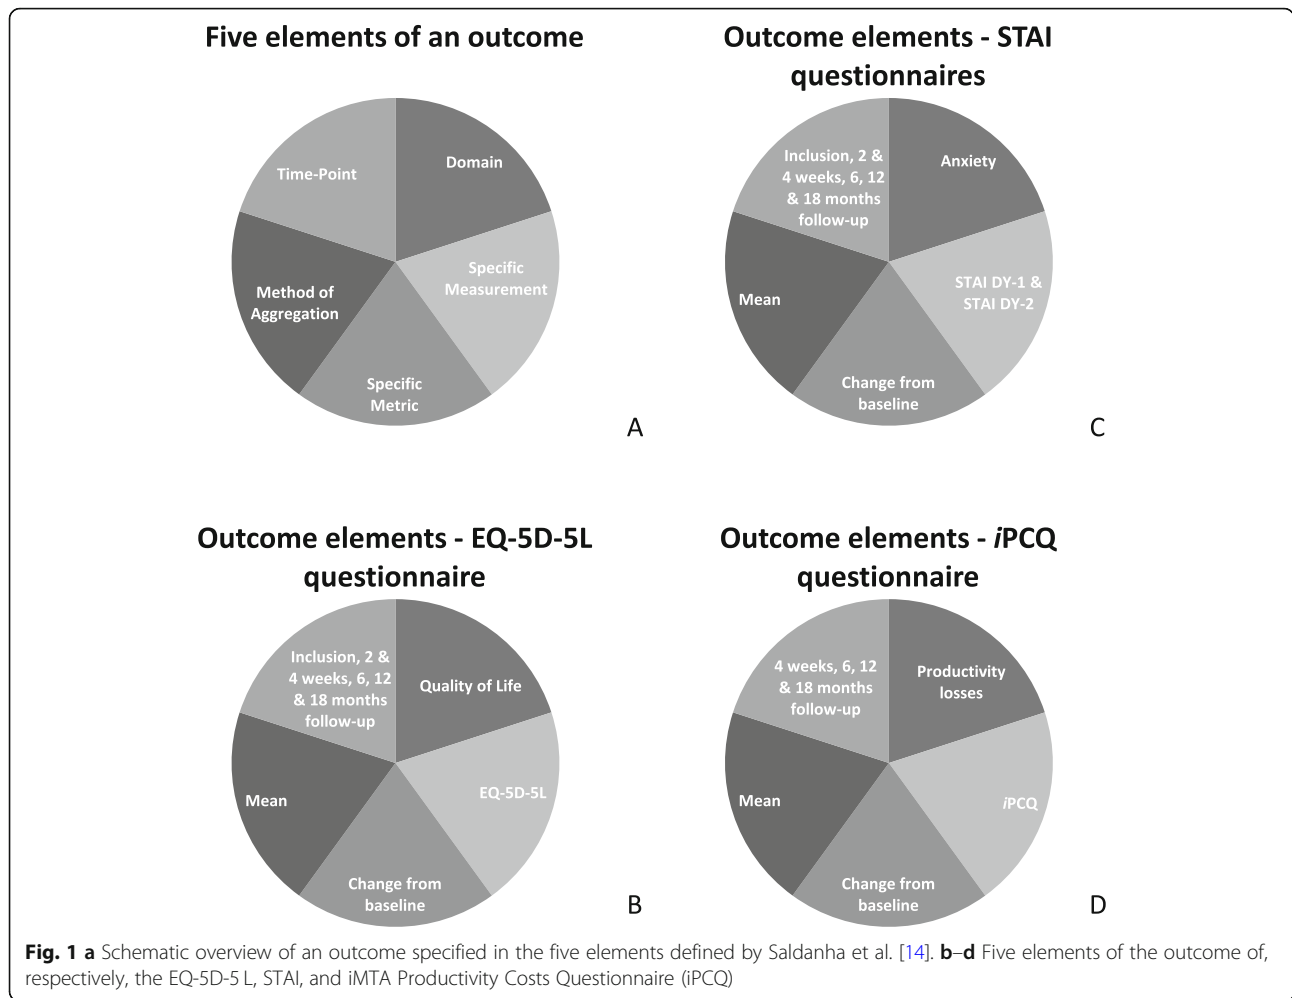 Five elements of an outcome
Time-Point
Domain
Specific
Measurement
Method of
Aggregation
Specific
Metric
A
Outcome elements - STAI
questionnaires
Inclusion, 2 &
4 weeks, 6, 12
& 18 months
follow-up
Anxiety
STAI DY-1 &
STAI DY-2
Mean
Change from
baseline
C
Outcome elements - EQ-5D-5L
questionnaire
Inclusion, 2 &
4 weeks, 6, 12
& 18 months
follow-up
Quality of Life
EQ-5D-5L
Mean
Change from
baseline
B
Outcome elements - iPCQ
questionnaire
4 weeks, 6, 12
& 18 months
follow-up
Productivity
losses
iPCQ
Mean
Change from
baseline
D
Fig. 1 a Schematic overview of an outcome specified in the five elements defined by Saldanha et al. [14]. b–d Five elements of the outcome of,
respectively, the EQ-5D-5 L, STAI, and iMTA Productivity Costs Questionnaire (iPCQ)